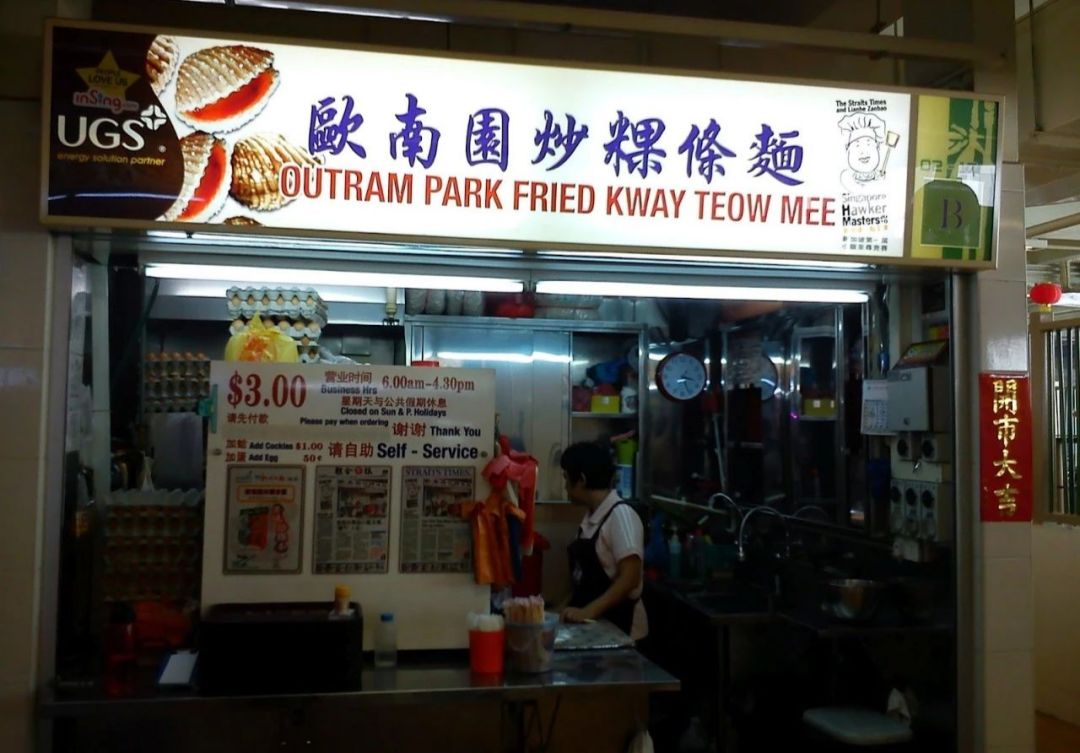 PEOPLE
LOVE US
inSing.com
UGS
energy solution partner
歐南園炒粿條麵
OUTRAM PARK FRIED KWAY TEOW MEE
The Straits Times
and Lianhe Zaobao
Singapore
Hawker
Masters
B
開市大吉
$3.00
请先付款
营业时间 6.00am-4.30pm
Business Hrs
星期天与公共假期休息
Closed on Sun & P. Holidays
Please pay when ordering
谢谢 Thank You
加蛤 Add Cockles $1.00
加蛋 Add Egg 50¢
请自助 Self - Service
STRAITS TIMES